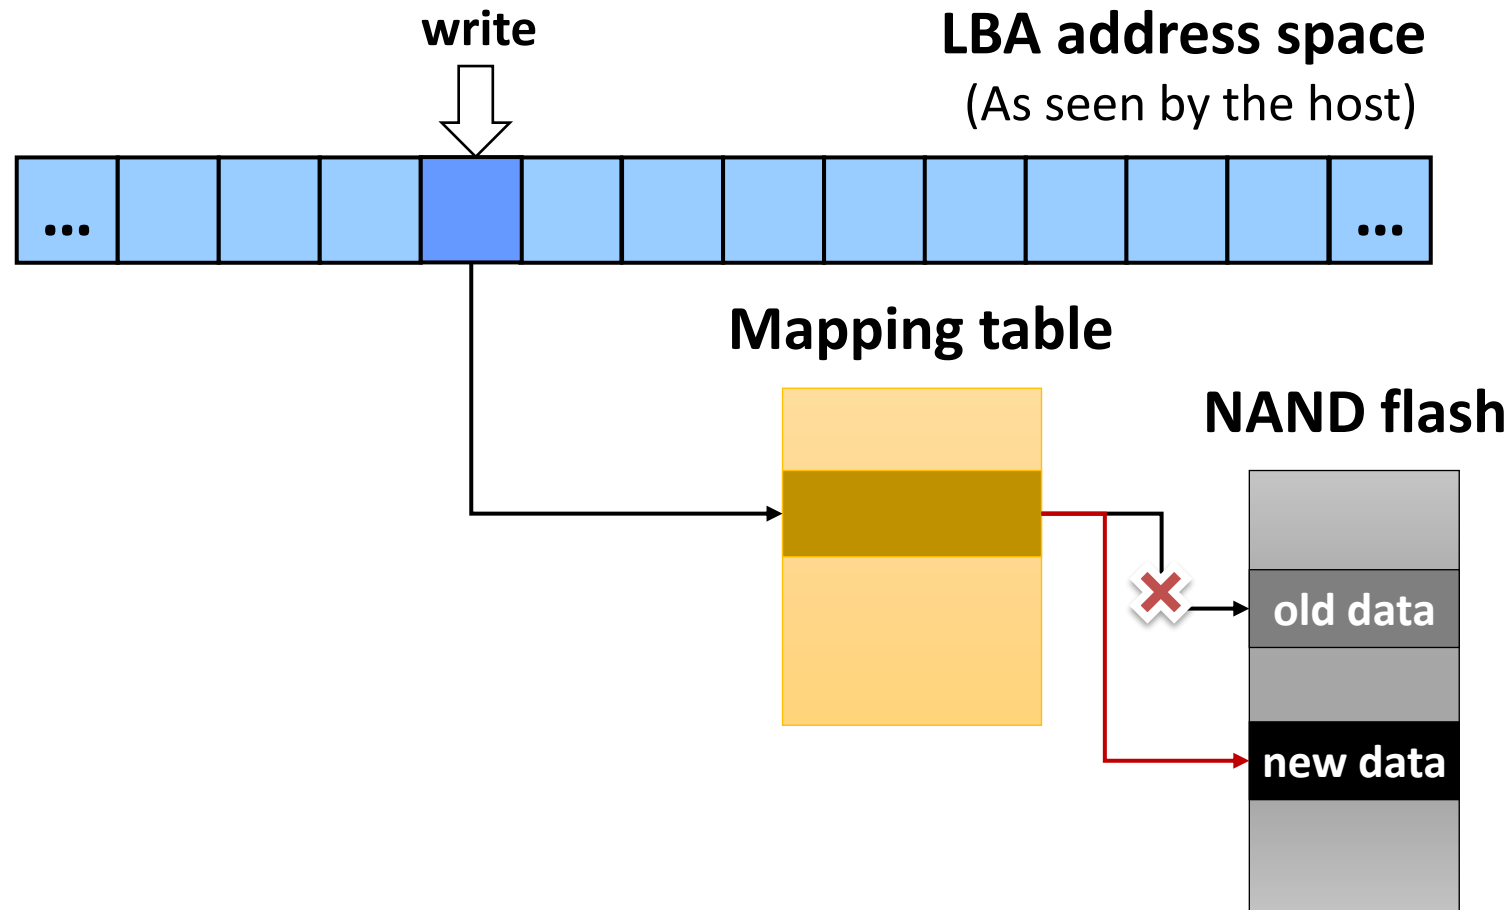 write
LBA address space
(As seen by the host)
...
...
Mapping table
NAND flash
old data
new data